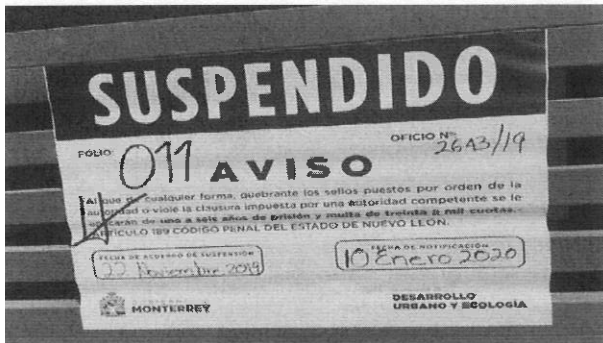 SUSPENDIDO
FOLIO: 011 AVISO OFICIO Nº 2643/19
Al que de cualquier forma, quebrante los sellos puestos por orden de la
autoridad o viole la clausura impuesta por una autoridad competente se le
aplicarán de uno a seis años de prisión y multa de treinta a mil cuotas.-
ARTÍCULO 189 CÓDIGO PENAL DEL ESTADO DE NUEVO LEÓN.
FECHA DE ACUERDO DE SUSPENSIÓN FECHA DE NOTIFICACIÓN
22 Noviembre 2019 10 Enero 2020
MONTERREY DESARROLLO
URBANO Y ECOLOGÍA